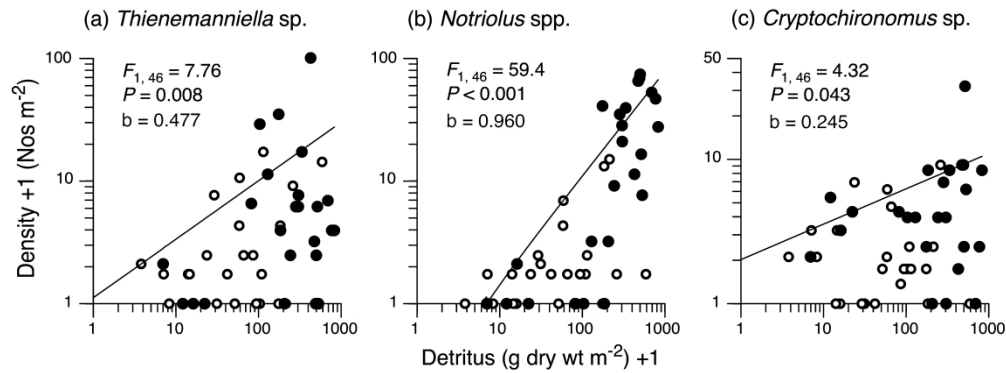 (a) Thienemanniella sp.
(b) Notriolus spp.
(c) Cryptochironomus sp.
Density +1 (Nos m⁻²)
100
10
1
F1, 46 = 7.76
P = 0.008
b = 0.477
1 10 100 1000
100
10
1
F1, 46 = 59.4
P < 0.001
b = 0.960
1 10 100 1000
50
10
1
F1, 46 = 4.32
P = 0.043
b = 0.245
1 10 100 1000
Detritus (g dry wt m⁻²) +1